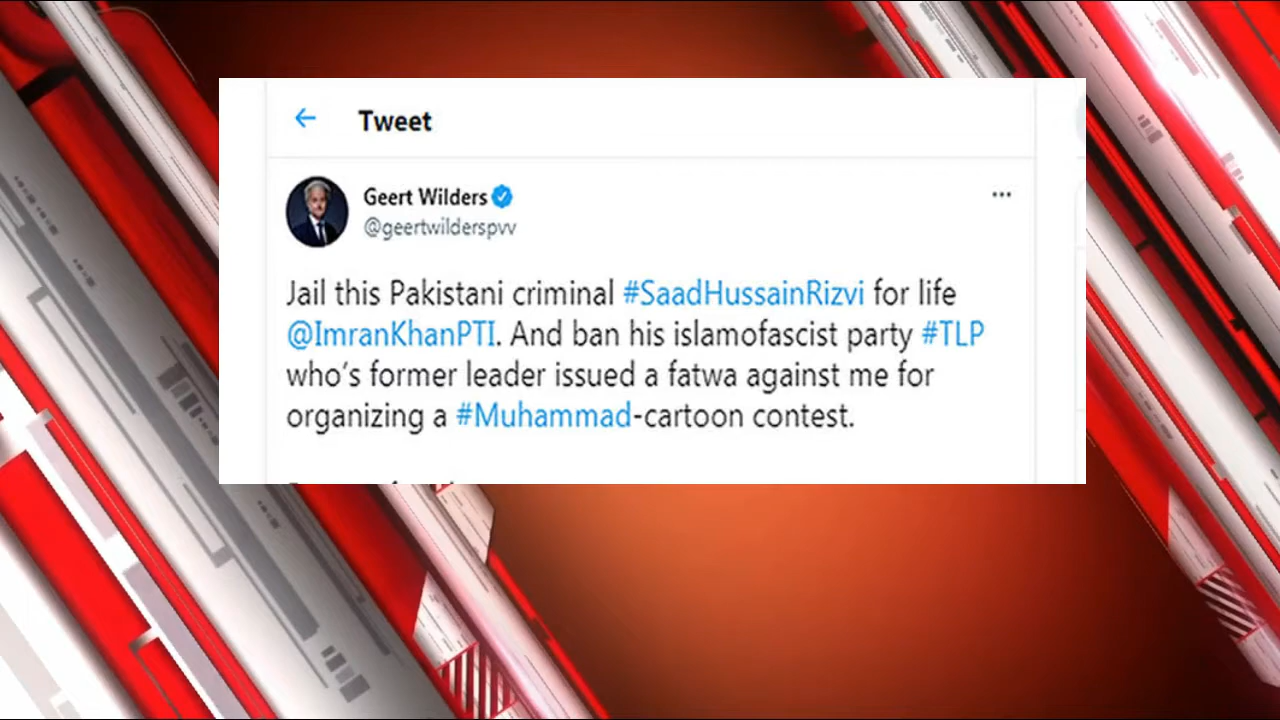 Tweet
Geert Wilders
@geertwilderspvv
Jail this Pakistani criminal #SaadHussainRizvi for life
@ImranKhanPTI. And ban his islamofascist party #TLP
who's former leader issued a fatwa against me for
organizing a #Muhammad-cartoon contest.